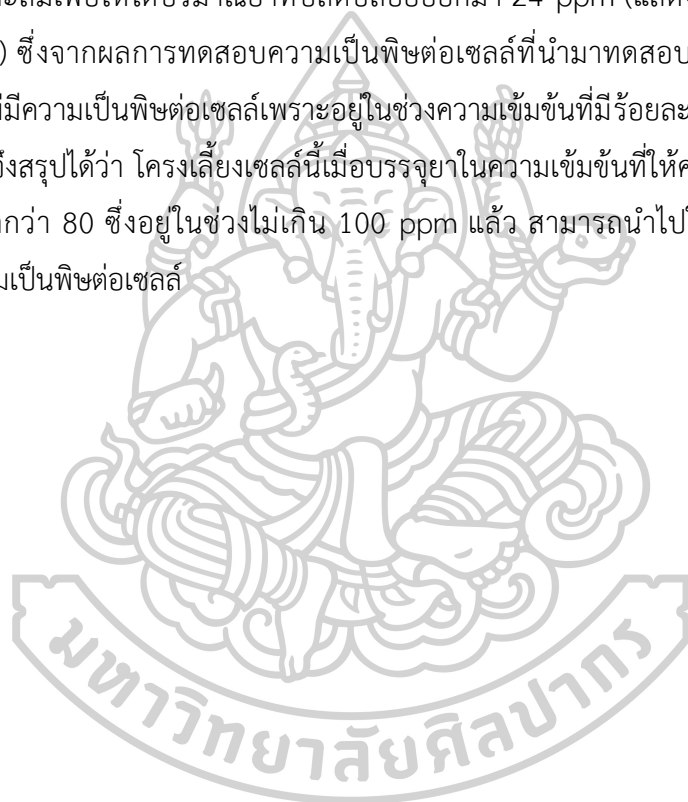 24 ppm
) ซึ่งจากผลการทดสอบความเป็นพิษต่อเซลล์ที่นำมาทดสอบ
มีความเป็นพิษต่อเซลล์เพราะอยู่ในช่วงความเข้มข้นที่มีร้อยละ
จึงสรุปได้ว่า โครงเลี้ยงเซลล์นี้เมื่อบรรจุยาในความเข้มข้นที่ให้ค
กว่า 80 ซึ่งอยู่ในช่วงไม่เกิน 100 ppm แล้ว สามารถนำไปใ
มเป็นพิษต่อเซลล์
มหาวิทยาลัยศิลปากร